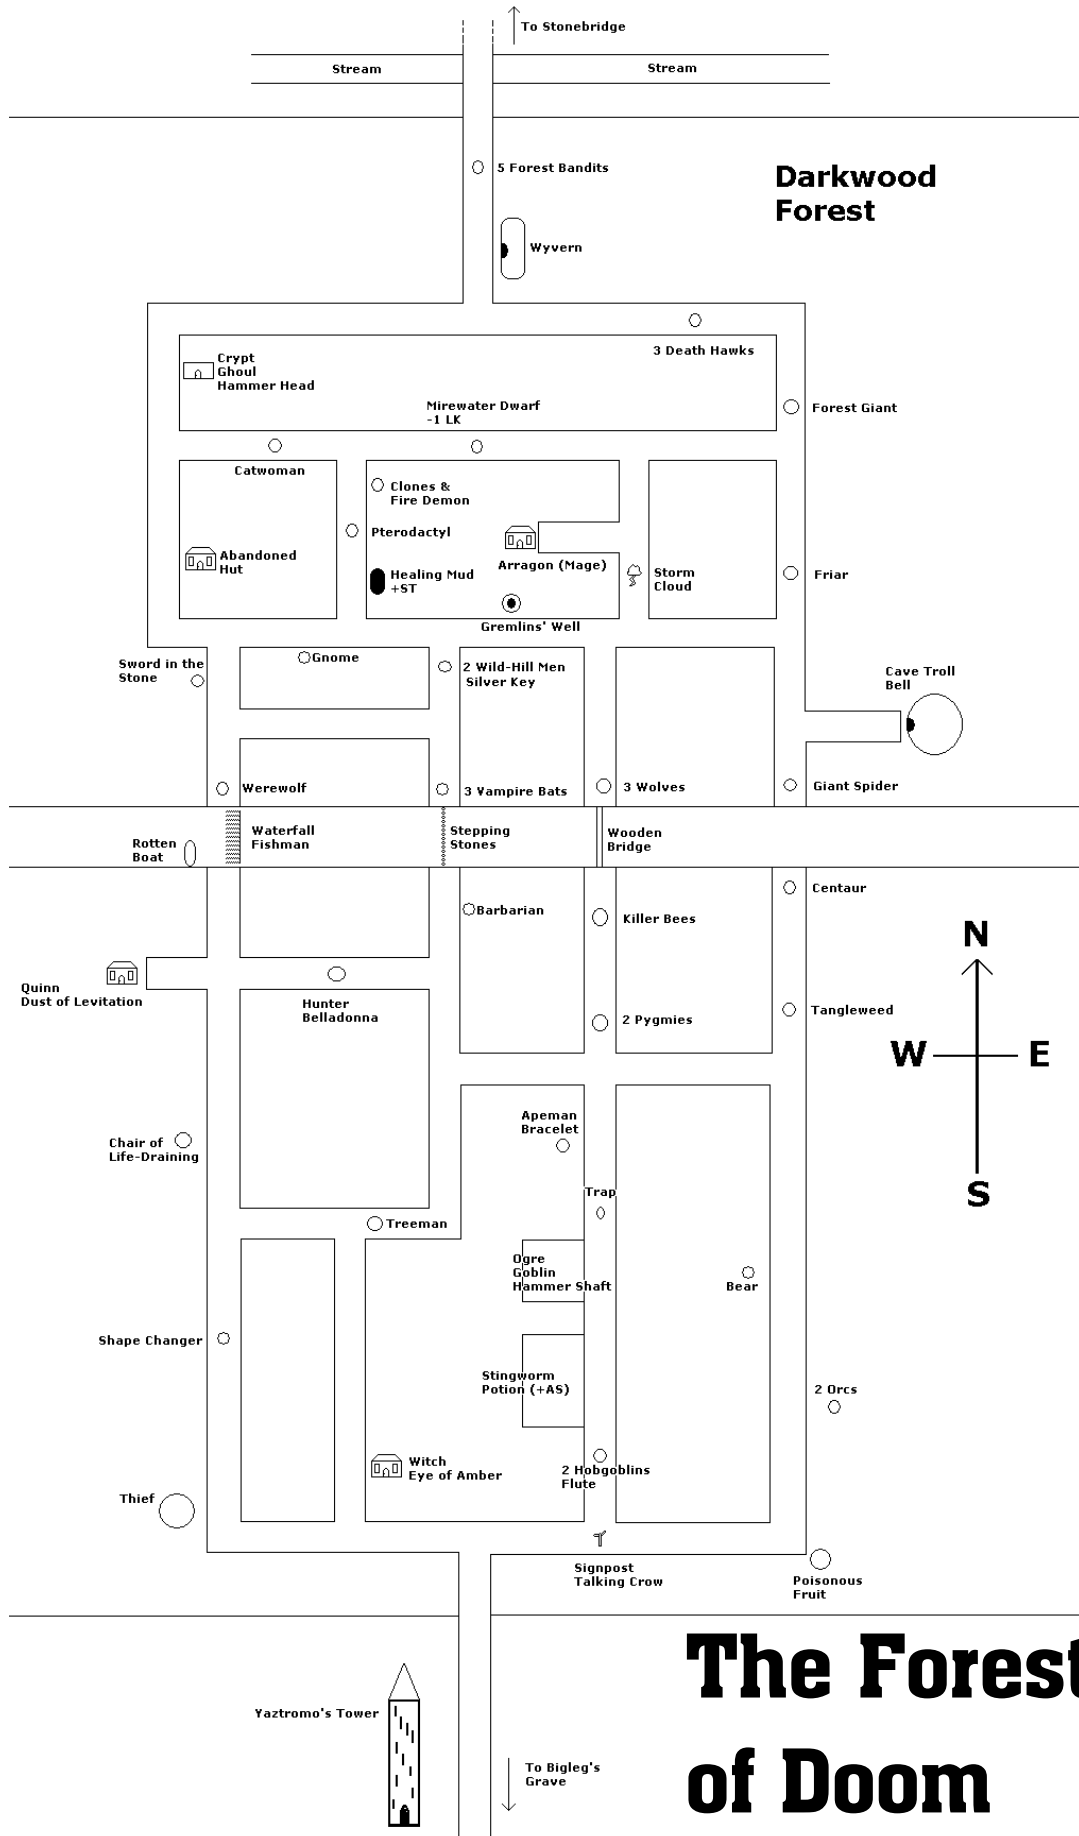 To Stonebridge
Stream
Stream
5 Forest Bandits
Darkwood
Forest
Wyvern
3 Death Hawks
Crypt
Ghoul
Hammer Head
Mirewater Dwarf
-1 LK
Forest Giant
Catwoman
Clones &
Fire Demon
Pterodactyl
Abandoned
Hut
Arragon (Mage)
Healing Mud
+ST
Storm
Cloud
Friar
Gremlins' Well
Sword in the
Stone
Gnome
2 Wild-Hill Men
Silver Key
Cave Troll
Bell
Werewolf
3 Vampire Bats
3 Wolves
Giant Spider
Rotten
Boat
Waterfall
Fishman
Stepping
Stones
Wooden
Bridge
Centaur
Barbarian
Killer Bees
N
Quinn
Dust of Levitation
Hunter
Belladonna
2 Pygmies
Tangleweed
W
E
Apeman
Bracelet
Chair of
Life-Draining
Trap
S
Treeman
Ogre
Goblin
Hammer Shaft
Bear
Shape Changer
Stingworm
Potion (+AS)
2 Orcs
Witch
Eye of Amber
2 Hobgoblins
Flute
Thief
Signpost
Talking Crow
Poisonous
Fruit
The Forest
of Doom
Yaztromo's Tower
To Bigleg's
Grave